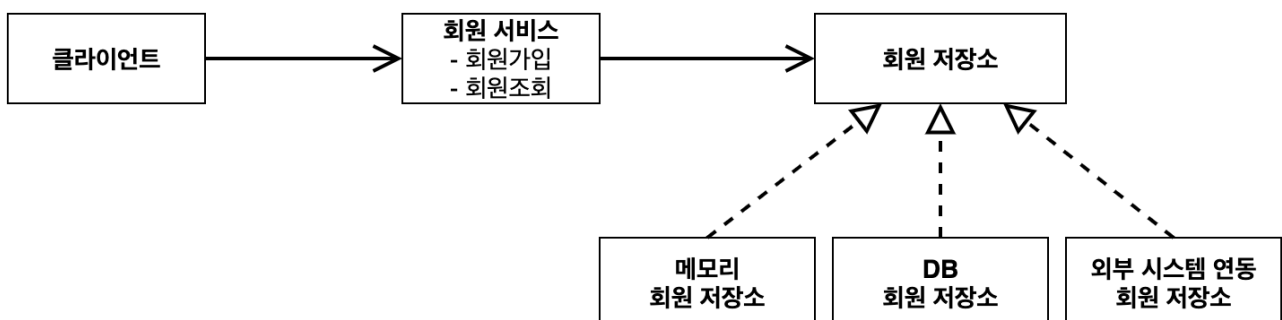 클라이언트
회원 서비스
- 회원가입
- 회원조회
회원 저장소
메모리
회원 저장소
DB
회원 저장소
외부 시스템 연동
회원 저장소